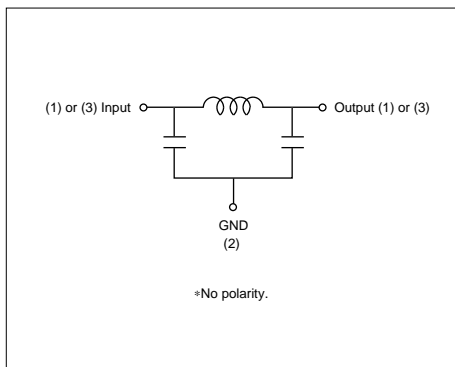 (1) or (3) Input
Output (1) or (3)
GND
(2)
*No polarity.